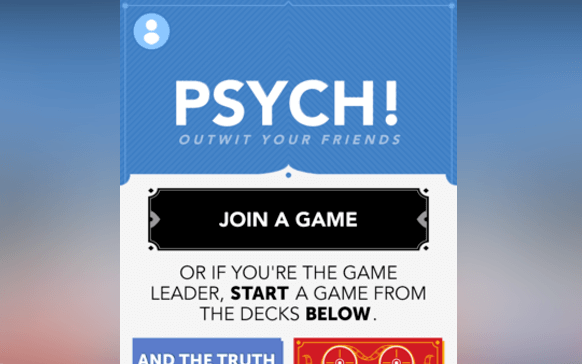 PSYCH!
OUTWIT YOUR FRIENDS
JOIN A GAME
OR IF YOU'RE THE GAME
LEADER, START A GAME FROM
THE DECKS BELOW.
AND THE TRUTH